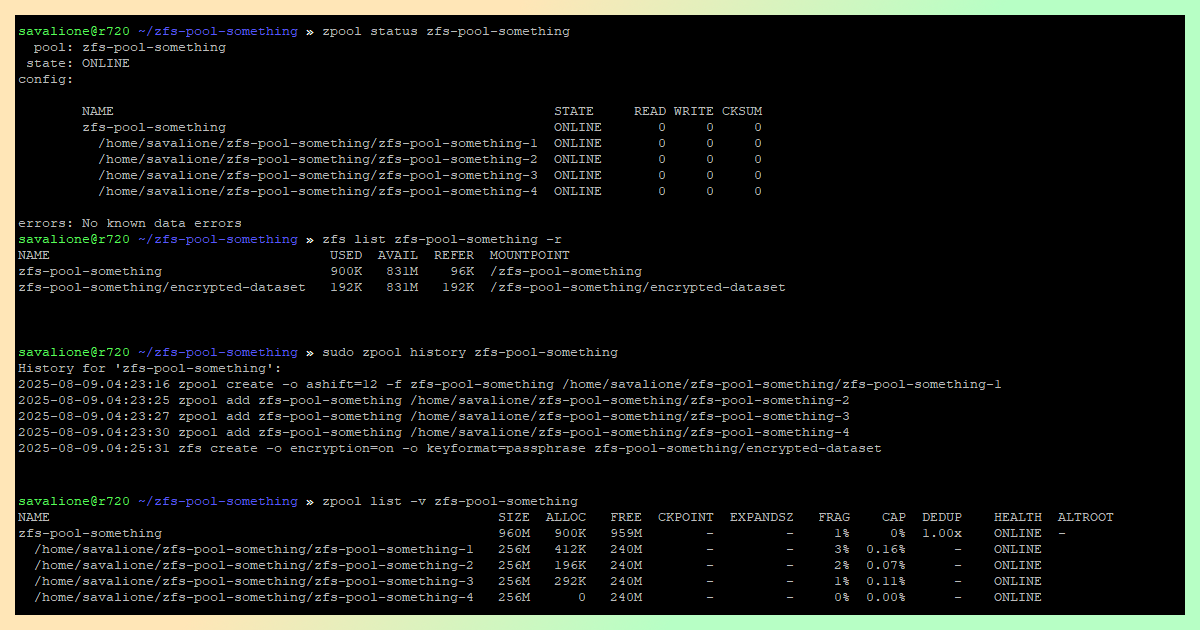 savalione@r720 ~/zfs-pool-something » zpool status zfs-pool-something
  pool: zfs-pool-something
 state: ONLINE
config:

        NAME                                                       STATE     READ WRITE CKSUM
        zfs-pool-something                                         ONLINE       0     0     0
          /home/savalione/zfs-pool-something/zfs-pool-something-1  ONLINE       0     0     0
          /home/savalione/zfs-pool-something/zfs-pool-something-2  ONLINE       0     0     0
          /home/savalione/zfs-pool-something/zfs-pool-something-3  ONLINE       0     0     0
          /home/savalione/zfs-pool-something/zfs-pool-something-4  ONLINE       0     0     0

errors: No known data errors
savalione@r720 ~/zfs-pool-something » zfs list zfs-pool-something -r
NAME                                   USED  AVAIL  REFER  MOUNTPOINT
zfs-pool-something                     900K   831M    96K  /zfs-pool-something
zfs-pool-something/encrypted-dataset   192K   831M   192K  /zfs-pool-something/encrypted-dataset

savalione@r720 ~/zfs-pool-something » sudo zpool history zfs-pool-something
History for 'zfs-pool-something':
2025-08-09.04:23:16 zpool create -o ashift=12 -f zfs-pool-something /home/savalione/zfs-pool-something/zfs-pool-something-1
2025-08-09.04:23:25 zpool add zfs-pool-something /home/savalione/zfs-pool-something/zfs-pool-something-2
2025-08-09.04:23:27 zpool add zfs-pool-something /home/savalione/zfs-pool-something/zfs-pool-something-3
2025-08-09.04:23:30 zpool add zfs-pool-something /home/savalione/zfs-pool-something/zfs-pool-something-4
2025-08-09.04:25:31 zfs create -o encryption=on -o keyformat=passphrase zfs-pool-something/encrypted-dataset

savalione@r720 ~/zfs-pool-something » zpool list -v zfs-pool-something
NAME                                                        SIZE  ALLOC   FREE  CKPOINT  EXPANDSZ   FRAG    CAP  DEDUP    HEALTH  ALTROOT
zfs-pool-something                                          960M   900K   959M        -         -     1%     0%  1.00x    ONLINE  -
  /home/savalione/zfs-pool-something/zfs-pool-something-1   256M   412K   240M        -         -     3%  0.16%      -    ONLINE
  /home/savalione/zfs-pool-something/zfs-pool-something-2   256M   196K   240M        -         -     2%  0.07%      -    ONLINE
  /home/savalione/zfs-pool-something/zfs-pool-something-3   256M   292K   240M        -         -     1%  0.11%      -    ONLINE
  /home/savalione/zfs-pool-something/zfs-pool-something-4   256M      0   240M        -         -     0%  0.00%      -    ONLINE